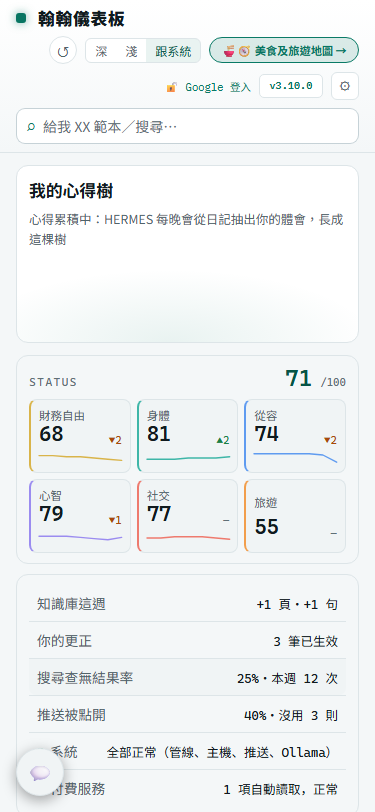 翰翰儀表板
↺ 深 淺 跟系統 🍜🧭 美食及旅遊地圖 →
🔓 Google 登入 v3.10.0 ⚙
⌕ 給我 XX 範本／搜尋…
我的心得樹
心得累積中：HERMES 每晚會從日記抽出你的體會，長成
這棵樹
STATUS 71 /100
財務自由
68 ▼2
身體
81 ▲2
從容
74 ▼2
心智
79 ▼1
社交
77 —
旅遊
55 —
知識庫這週 +1 頁・+1 句
你的更正 3 筆已生效
搜尋查無結果率 25%・本週 12 次
推送被點開 40%・沒用 3 則
系統 全部正常（管線、主機、推送、Ollama）
付費服務 1 項自動讀取，正常